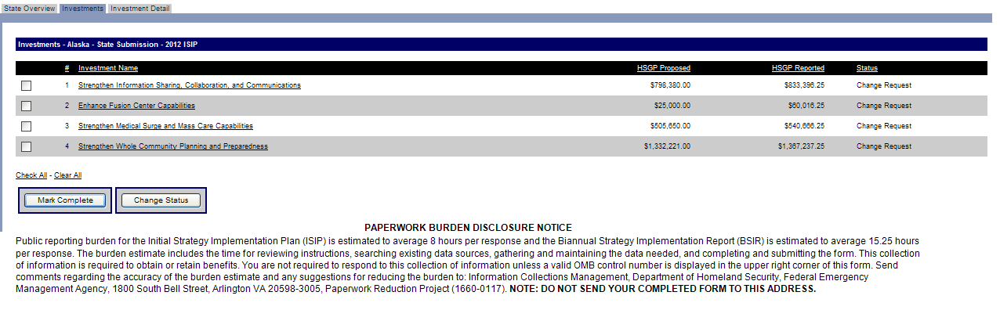 State Overview Investments Investment Detail
Investments - Alaska - State Submission - 2012 ISIP
# Investment Name HSGP Proposed HSGP Reported Status
1 Strengthen Information Sharing, Collaboration, and Communications $798,380.00 $833,396.25 Change Request
2 Enhance Fusion Center Capabilities $25,000.00 $60,016.25 Change Request
3 Strengthen Medical Surge and Mass Care Capabilities $505,650.00 $540,666.25 Change Request
4 Strengthen Whole Community Planning and Preparedness $1,332,221.00 $1,367,237.25 Change Request
Check All - Clear All
Mark Complete Change Status
PAPERWORK BURDEN DISCLOSURE NOTICE
Public reporting burden for the Initial Strategy Implementation Plan (ISIP) is estimated to average 8 hours per response and the Biannual Strategy Implementation Report (BSIR) is estimated to average 15.25 hours
per response. The burden estimate includes the time for reviewing instructions, searching existing data sources, gathering and maintaining the data needed, and completing and submitting the form. This collection
of information is required to obtain or retain benefits. You are not required to respond to this collection of information unless a valid OMB control number is displayed in the upper right corner of this form. Send
comments regarding the accuracy of the burden estimate and any suggestions for reducing the burden to: Information Collections Management, Department of Homeland Security, Federal Emergency
Management Agency, 1800 South Bell Street, Arlington VA 20598-3005, Paperwork Reduction Project (1660-0117). NOTE: DO NOT SEND YOUR COMPLETED FORM TO THIS ADDRESS.